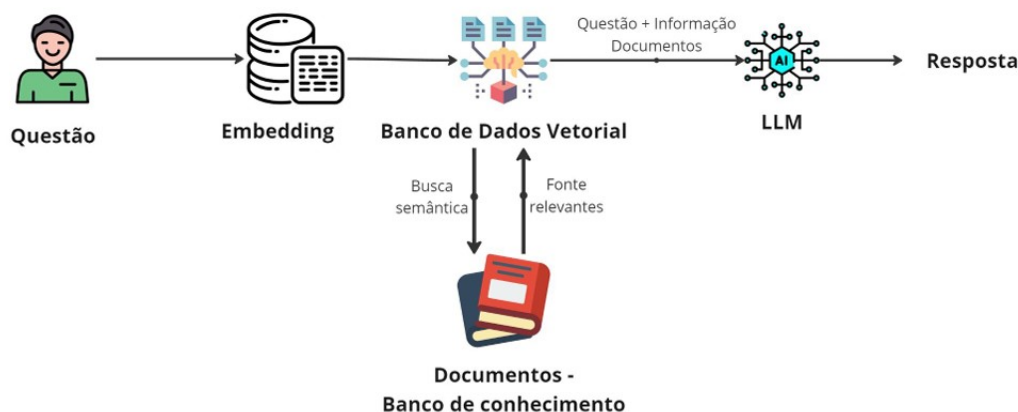 Questão + Informação
Documentos
AI
Resposta
Questão
Embedding
Banco de Dados Vetorial
LLM
Busca
semântica
Fonte
relevantes
Documentos -
Banco de conhecimento